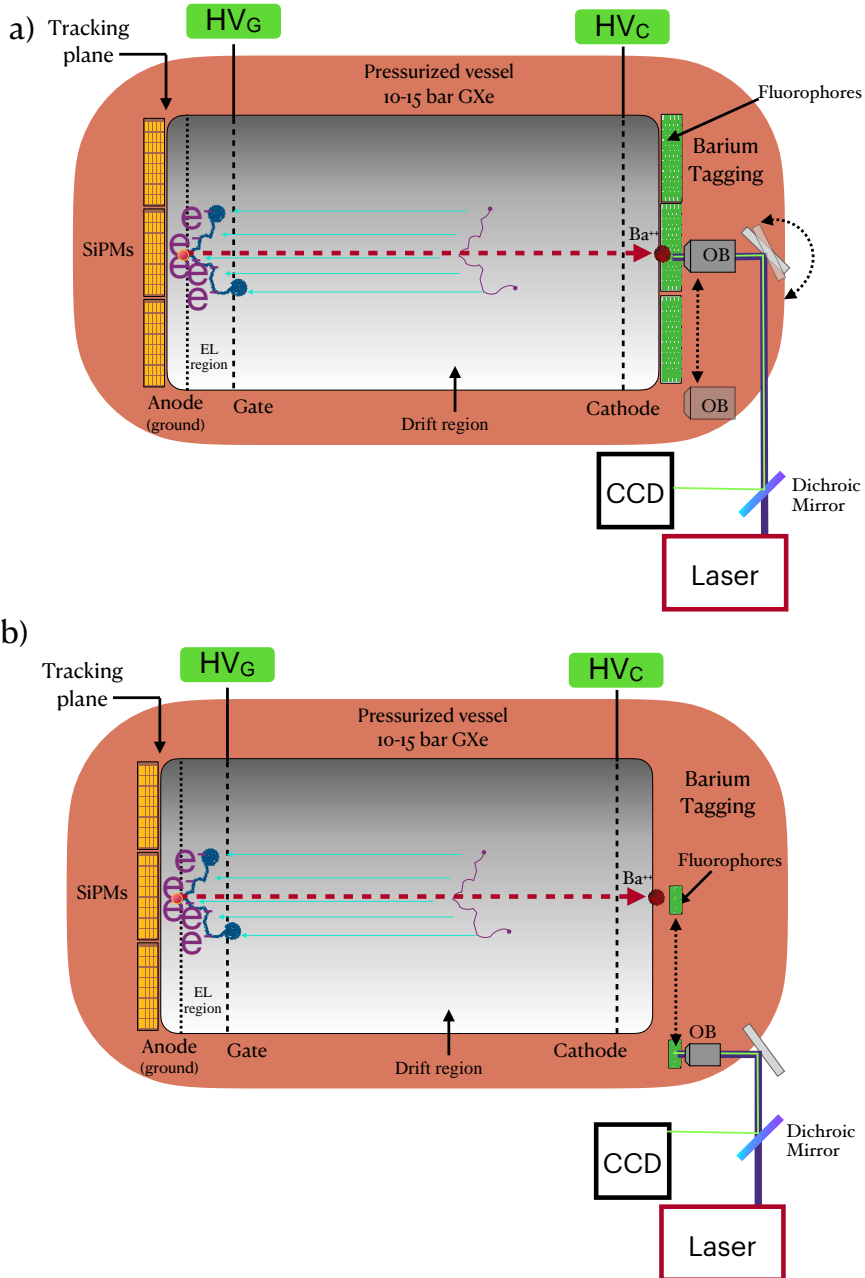 a)
HVG
HVC
Tracking
plane
Pressurized vessel
10-15 bar GXe
Fluorophores
Barium
Tagging
SiPMs
e
e
e
e
e
Ba++
OB
EL
region
OB
Anode
(ground)
Gate
Drift region
Cathode
CCD
Dichroic
Mirror
Laser
b)
HVG
HVC
Tracking
plane
Pressurized vessel
10-15 bar GXe
Barium
Tagging
Fluorophores
SiPMs
e
e
e
e
e
Ba++
EL
region
OB
Anode
(ground)
Gate
Drift region
Cathode
CCD
Dichroic
Mirror
Laser